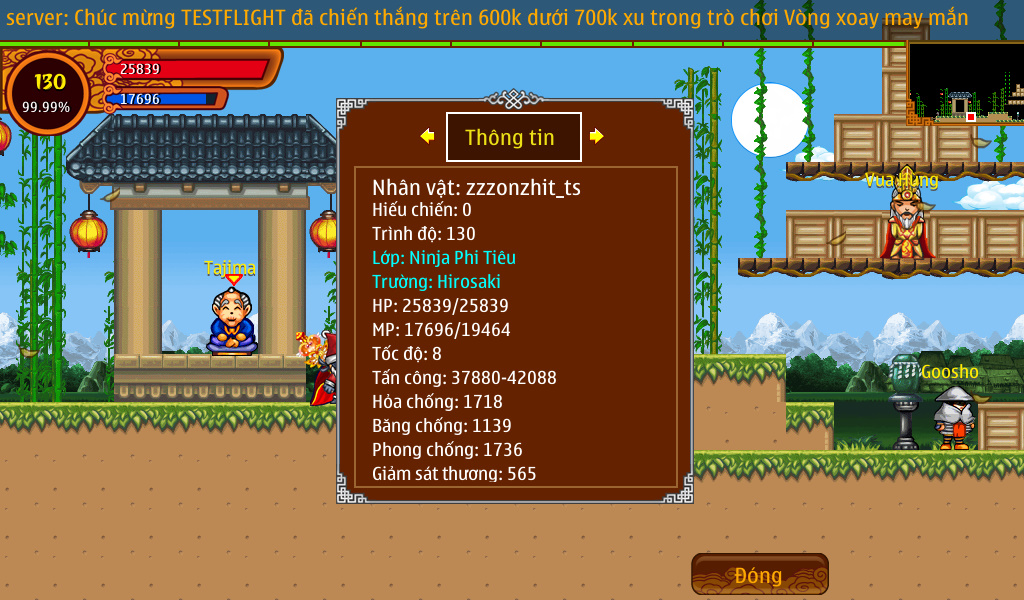 server: Chúc mừng TESTFLIGHT đã chiến thắng trên 600k dưới 700k xu trong trò chơi Vòng xoay may mắn
130
99.99%
25839
17696
Thông tin
Nhân vật: zzzonzhit_ts
Hiếu chiến: 0
Trình độ: 130
Lớp: Ninja Phi Tiêu
Trường: Hirosaki
HP: 25839/25839
MP: 17696/19464
Tốc độ: 8
Tấn công: 37880-42088
Hỏa chống: 1718
Băng chống: 1139
Phong chống: 1736
Giảm sát thương: 565
Tajima
Vua Hùng
Goosho
Đóng